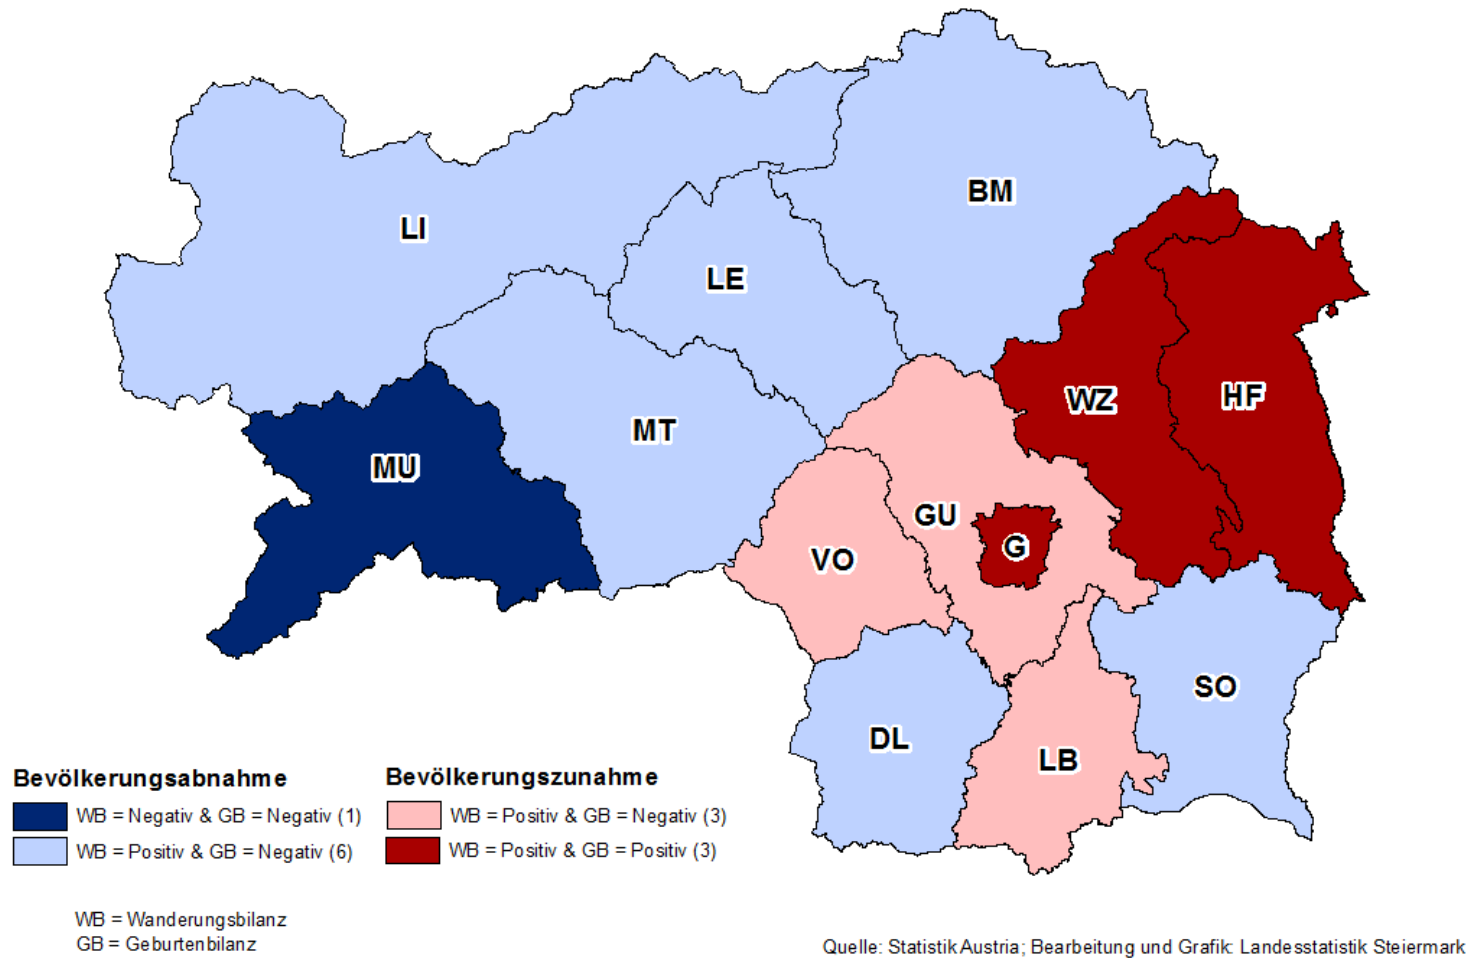 BM
LI
LE
WZ
HF
MT
MU
GU
G
VO
SO
DL
LB
Bevölkerungsabnahme
WB = Negativ & GB = Negativ (1)
WB = Positiv & GB = Negativ (6)
Bevölkerungszunahme
WB = Positiv & GB = Negativ (3)
WB = Positiv & GB = Positiv (3)
WB = Wanderungsbilanz
GB = Geburtenbilanz
Quelle: Statistik Austria; Bearbeitung und Grafik: Landesstatistik Steiermark